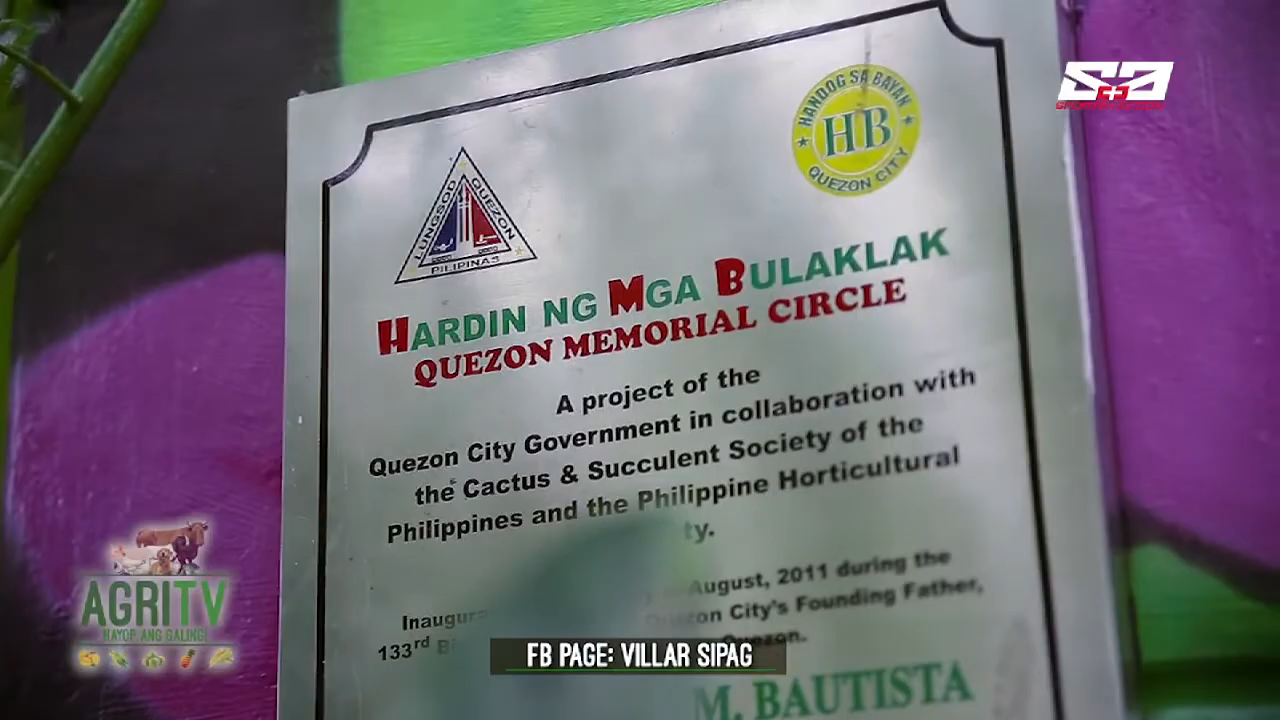 S+A
HANDOG SA BAYAN
HB
QUEZON CITY
LUNGSOD QUEZON
PILIPINAS
HARDIN NG MGA BULAKLAK
QUEZON MEMORIAL CIRCLE
A project of the
Quezon City Government in collaboration with
the Cactus & Succulent Society of the
Philippines and the Philippine Horticultural
ty.
August, 2011 during the
133rd City's Founding Father,
Quezon.
M. BAUTISTA
AGRITV
HAYOP ANG GALING!
FB PAGE: VILLAR SIPAG